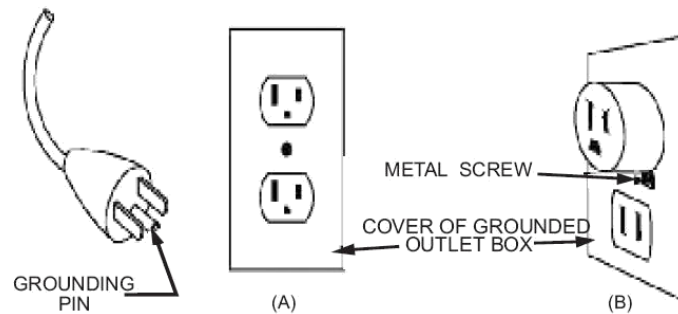 METAL SCREW
COVER OF GROUNDED
OUTLET BOX
GROUNDING
PIN
(A)
(B)